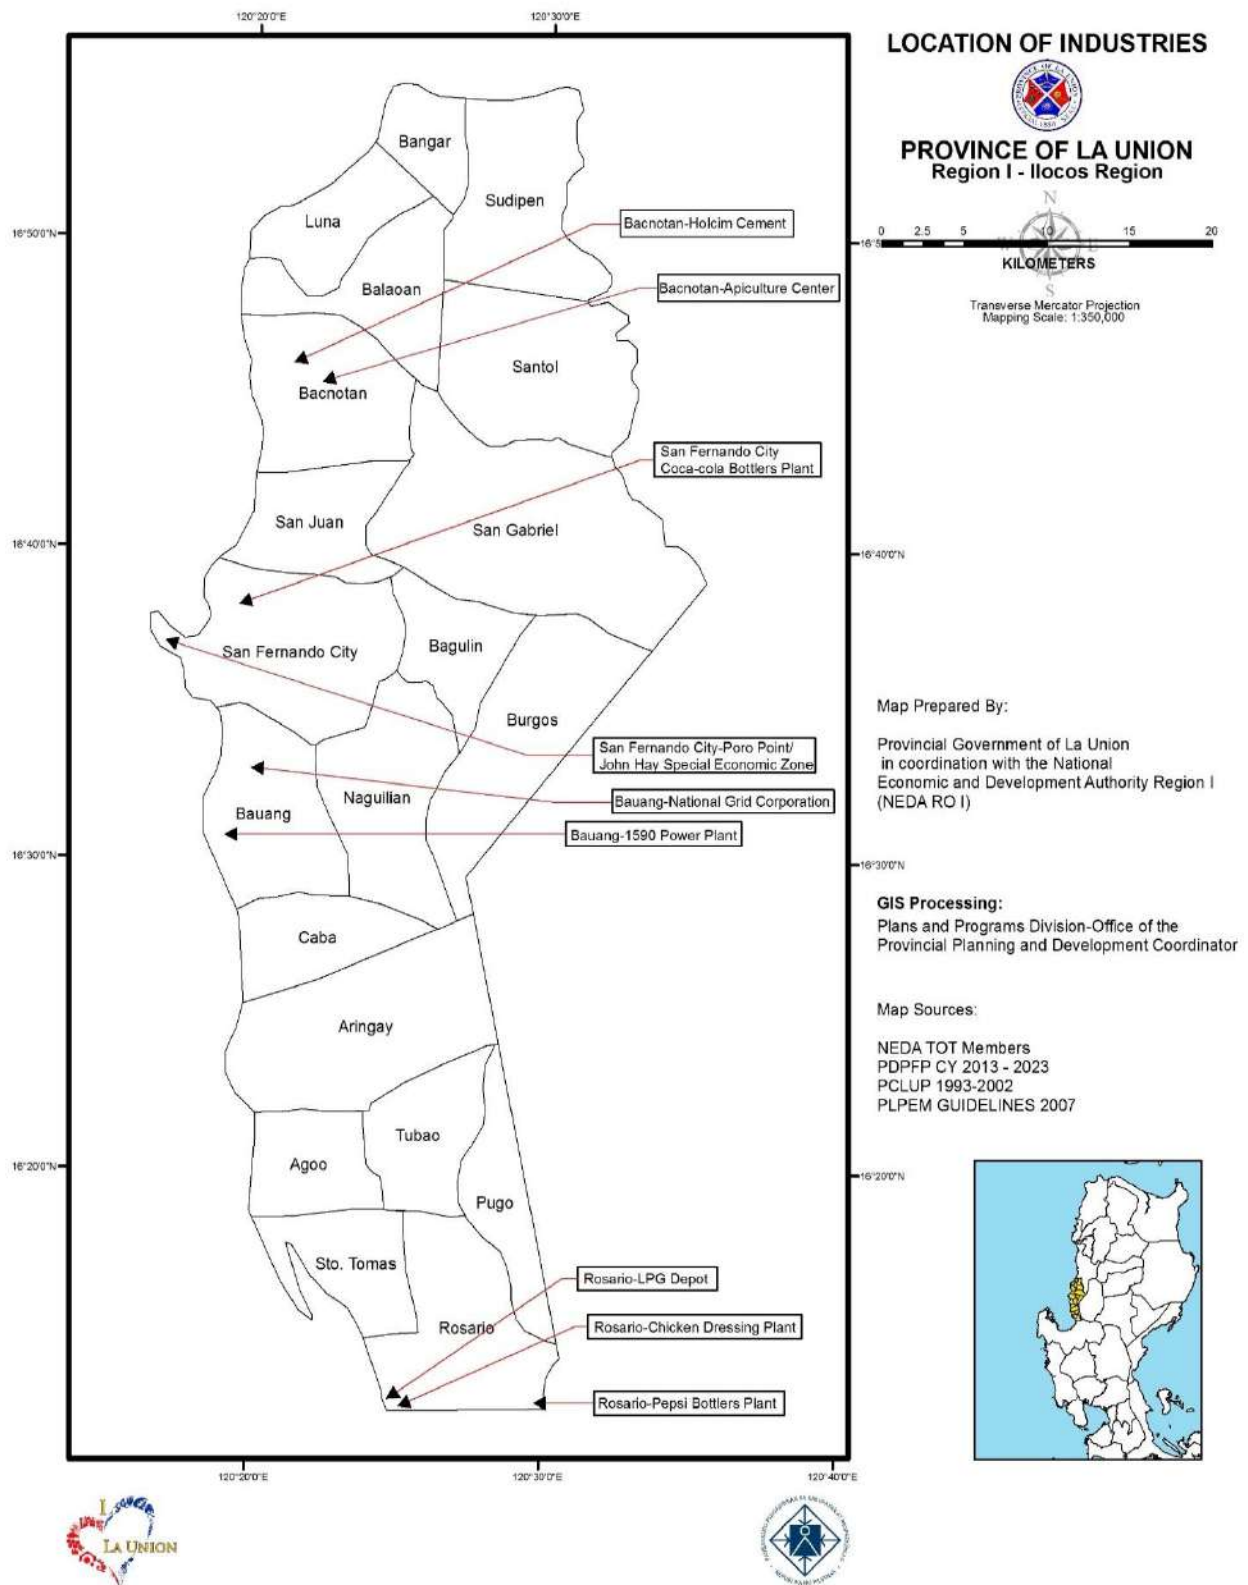 120°20'0"E
120°30'0"E
LOCATION OF INDUSTRIES
PROVINCE OF LA UNION
Region I - Ilocos Region
N
W
E
S
0
2.5
5
10
15
20
KILOMETERS
Transverse Mercator Projection
Mapping Scale: 1:350,000
Bangar
Sudipen
Luna
16°50'0"N
Bacnotan-Holcim Cement
Balaoan
Bacnotan-Apiculture Center
Santol
Bacnotan
San Fernando City
Coca-cola Bottlers Plant
San Juan
San Gabriel
16°40'0"N
16°40'0"N
San Fernando City
Bagulin
Burgos
San Fernando City-Poro Point/
John Hay Special Economic Zone
Naguilian
Bauang-National Grid Corporation
Bauang
Bauang-1590 Power Plant
16°30'0"N
16°30'0"N
Caba
Aringay
Tubao
Agoo
16°20'0"N
16°20'0"N
Pugo
Sto. Tomas
Rosario-LPG Depot
Rosario
Rosario-Chicken Dressing Plant
Rosario-Pepsi Bottlers Plant
120°20'0"E
120°30'0"E
120°40'0"E
Map Prepared By:
Provincial Government of La Union
in coordination with the National
Economic and Development Authority Region I
(NEDA RO I)
GIS Processing:
Plans and Programs Division-Office of the
Provincial Planning and Development Coordinator
Map Sources:
NEDA TOT Members
PDPFP CY 2013 - 2023
PCLUP 1993-2002
PLPEM GUIDELINES 2007
I
LA UNION